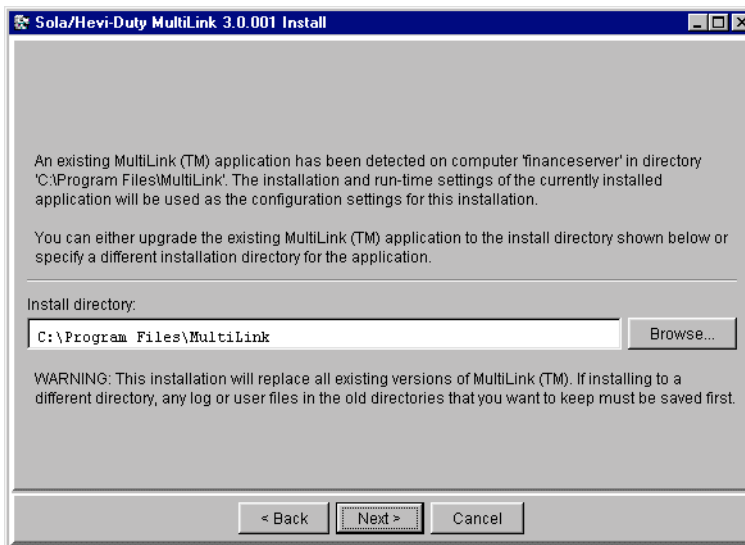 Sola/Hevi-Duty MultiLink 3.0.001 Install
An existing MultiLink (TM) application has been detected on computer 'financeserver' in directory
'C:\Program Files\MultiLink'. The installation and run-time settings of the currently installed
application will be used as the configuration settings for this installation.
You can either upgrade the existing MultiLink (TM) application to the install directory shown below or
specify a different installation directory for the application.
Install directory:
C:\Program Files\MultiLink
Browse...
WARNING: This installation will replace all existing versions of MultiLink (TM). If installing to a
different directory, any log or user files in the old directories that you want to keep must be saved first.
< Back
Next >
Cancel